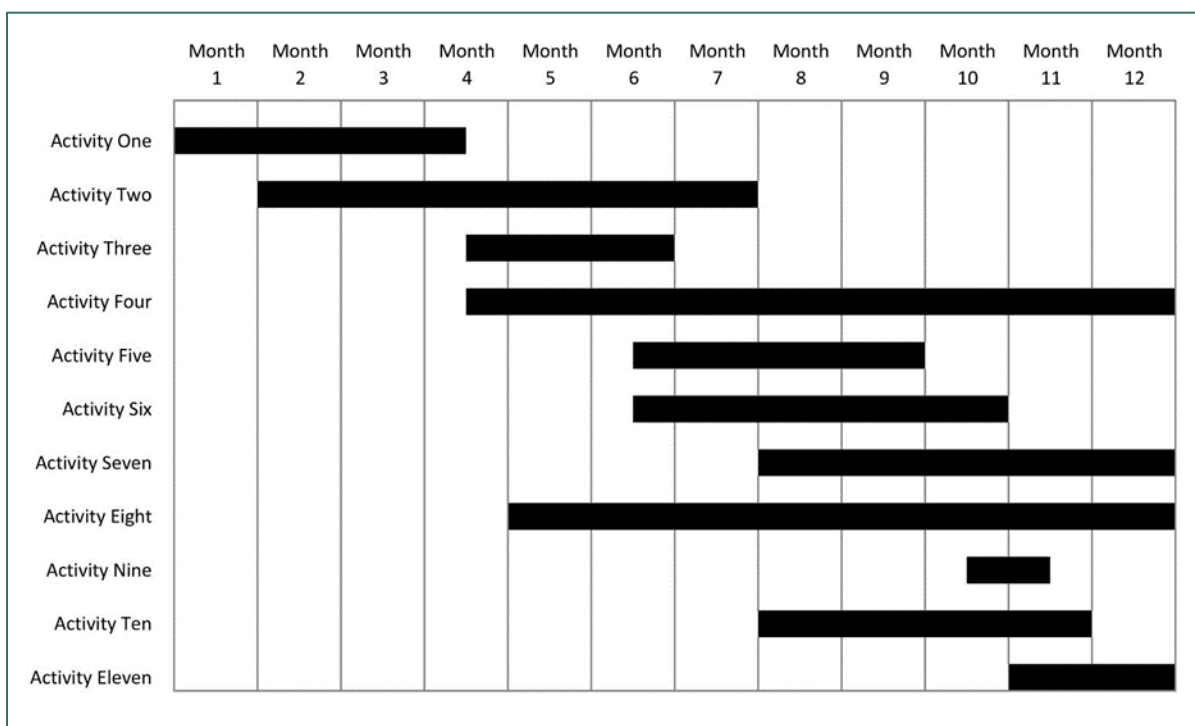 Month Month Month Month Month Month Month Month Month Month Month Month
1 2 3 4 5 6 7 8 9 10 11 12
Activity One
Activity Two
Activity Three
Activity Four
Activity Five
Activity Six
Activity Seven
Activity Eight
Activity Nine
Activity Ten
Activity Eleven